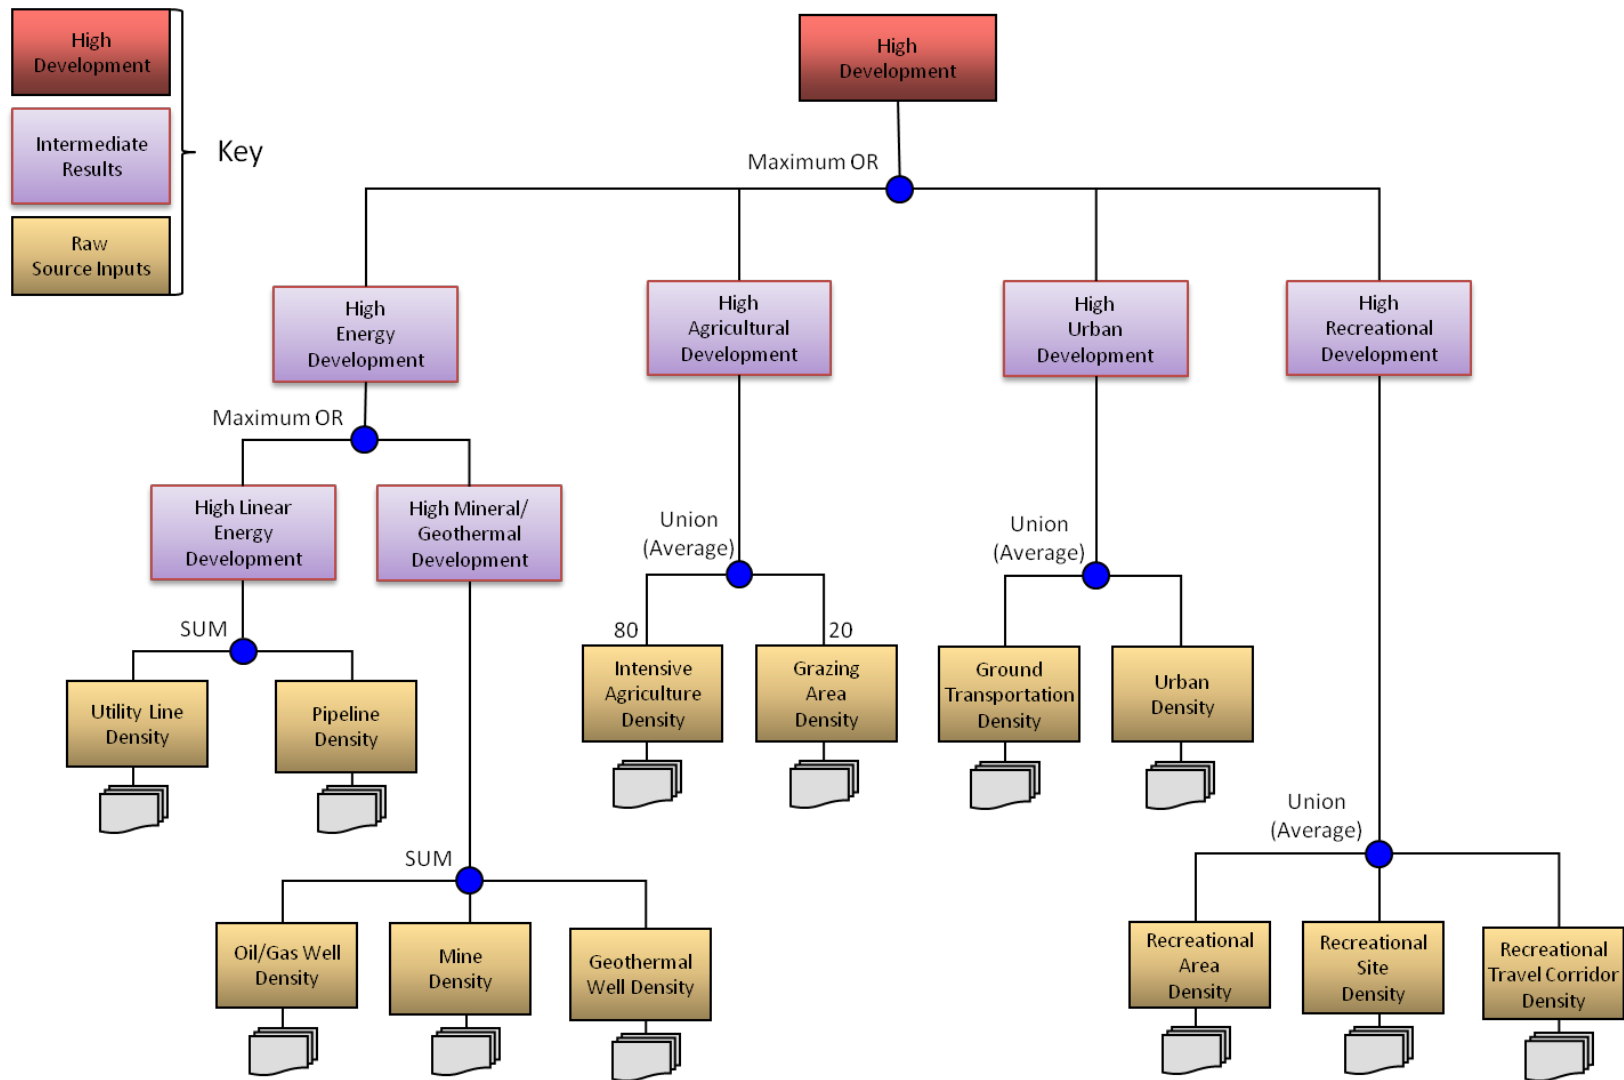 High
Development
Intermediate
Results
Raw
Source Inputs
Key
High
Development
Maximum OR
High
Energy
Development
High
Agricultural
Development
High
Urban
Development
High
Recreational
Development
Maximum OR
High Linear
Energy
Development
High Mineral/
Geothermal
Development
Union
(Average)
Union
(Average)
SUM
80
20
Utility Line
Density
Pipeline
Density
Intensive
Agriculture
Density
Grazing
Area
Density
Ground
Transportation
Density
Urban
Density
Union
(Average)
SUM
Oil/Gas Well
Density
Mine
Density
Geothermal
Well Density
Recreational
Area
Density
Recreational
Site
Density
Recreational
Travel Corridor
Density